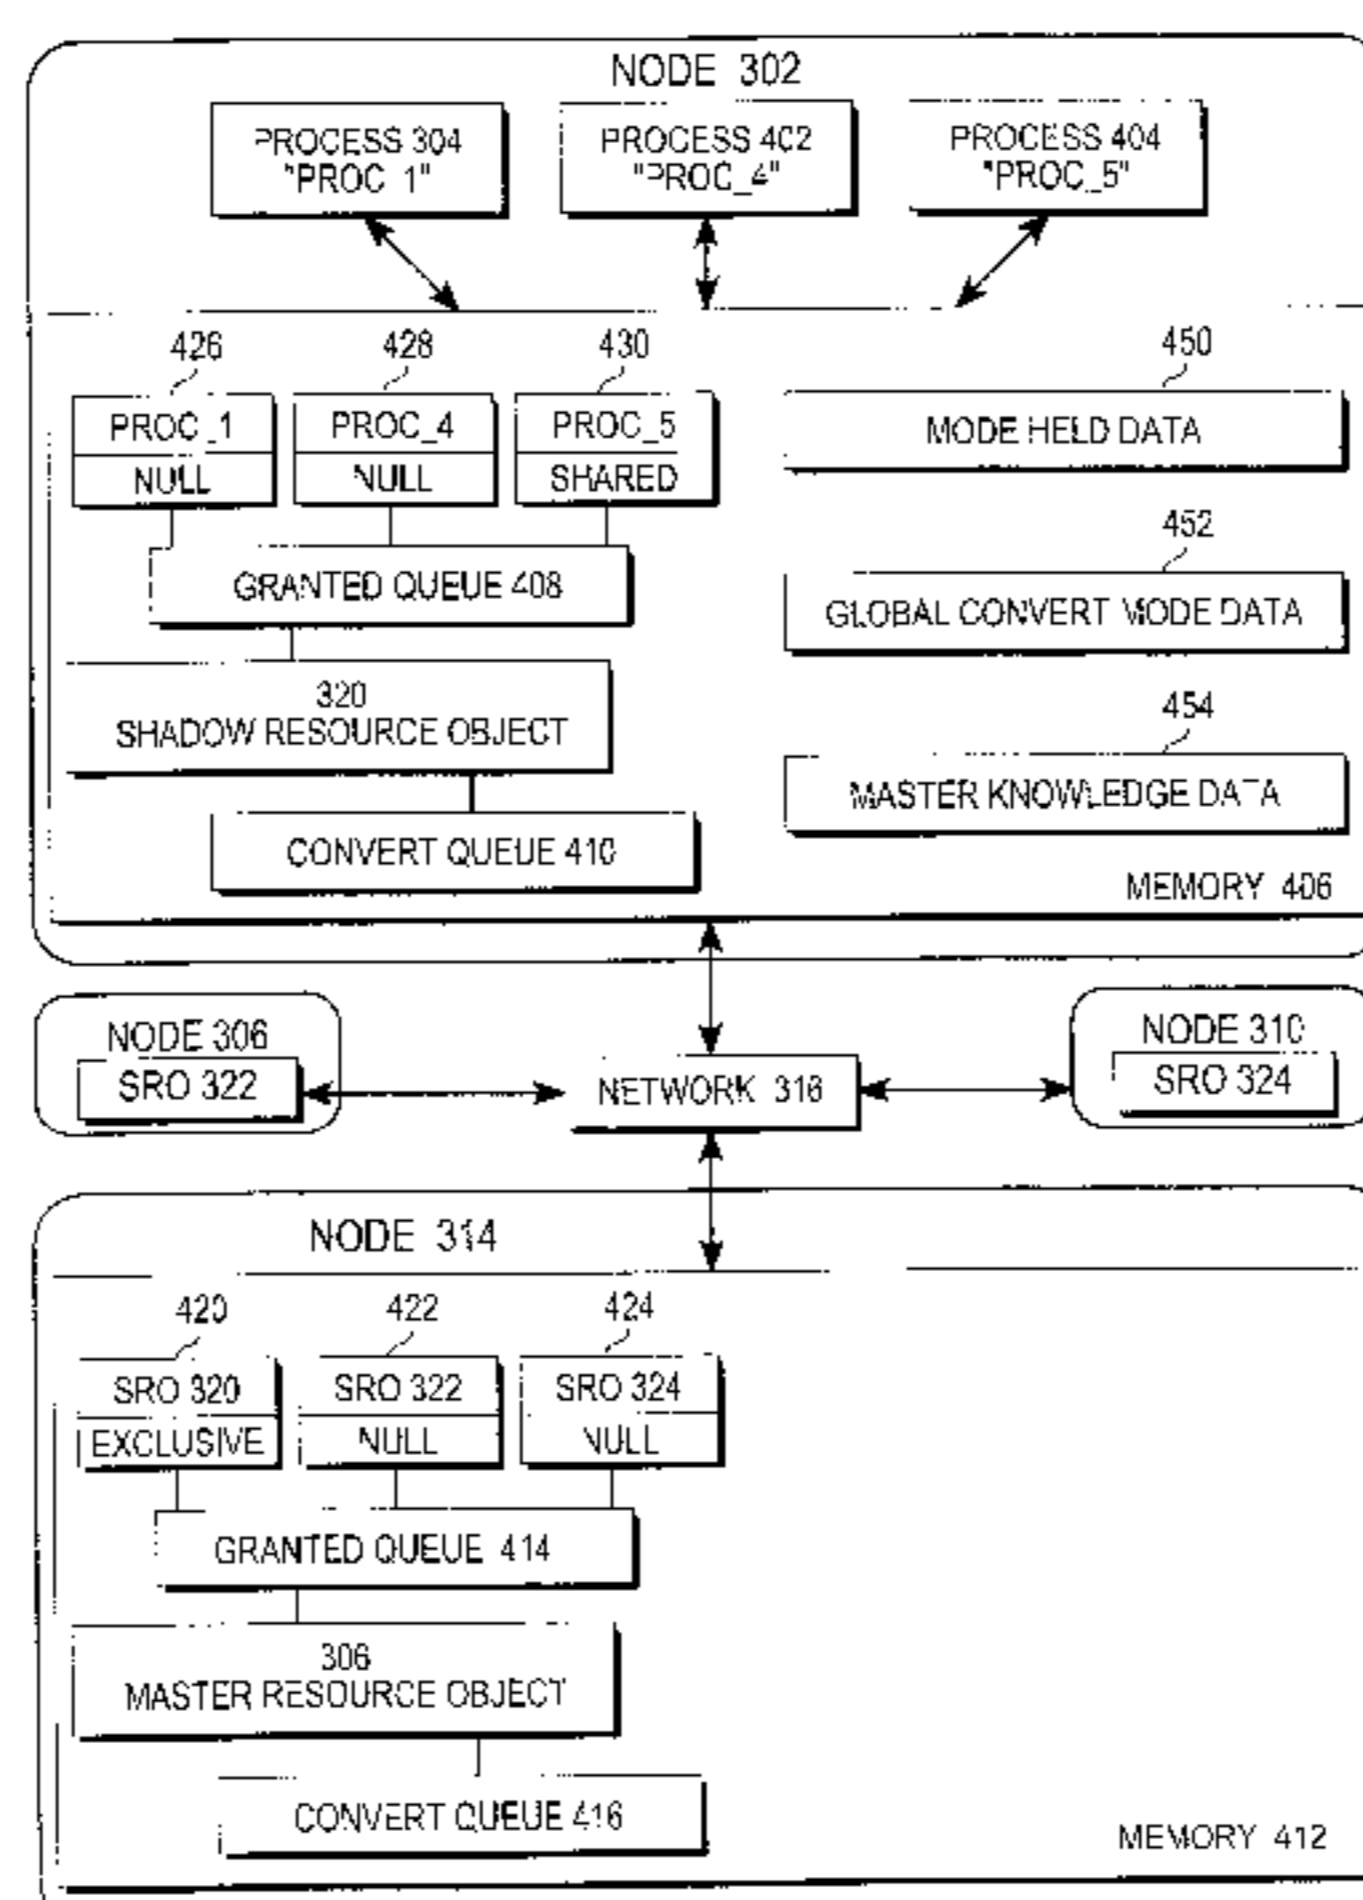 NODE 302
PROCESS 304
"PROC_1"
PROCESS 402
"PROC_4"
PROCESS 404
"PROC_5"
426
428
430
450
PROC_1
NULL
PROC_4
NULL
PROC_5
SHARED
MODE HELD DATA
452
GRANTED QUEUE 408
GLOBAL CONVERT MODE DATA
320
SHADOW RESOURCE OBJECT
454
MASTER KNOWLEDGE DATA
CONVERT QUEUE 410
MEMORY 406
NODE 306
SRO 322
NETWORK 316
NODE 310
SRO 324
NODE 314
420
422
424
SRO 320
EXCLUSIVE
SRO 322
NULL
SRO 324
NULL
GRANTED QUEUE 414
306
MASTER RESOURCE OBJECT
CONVERT QUEUE 416
MEMORY 412